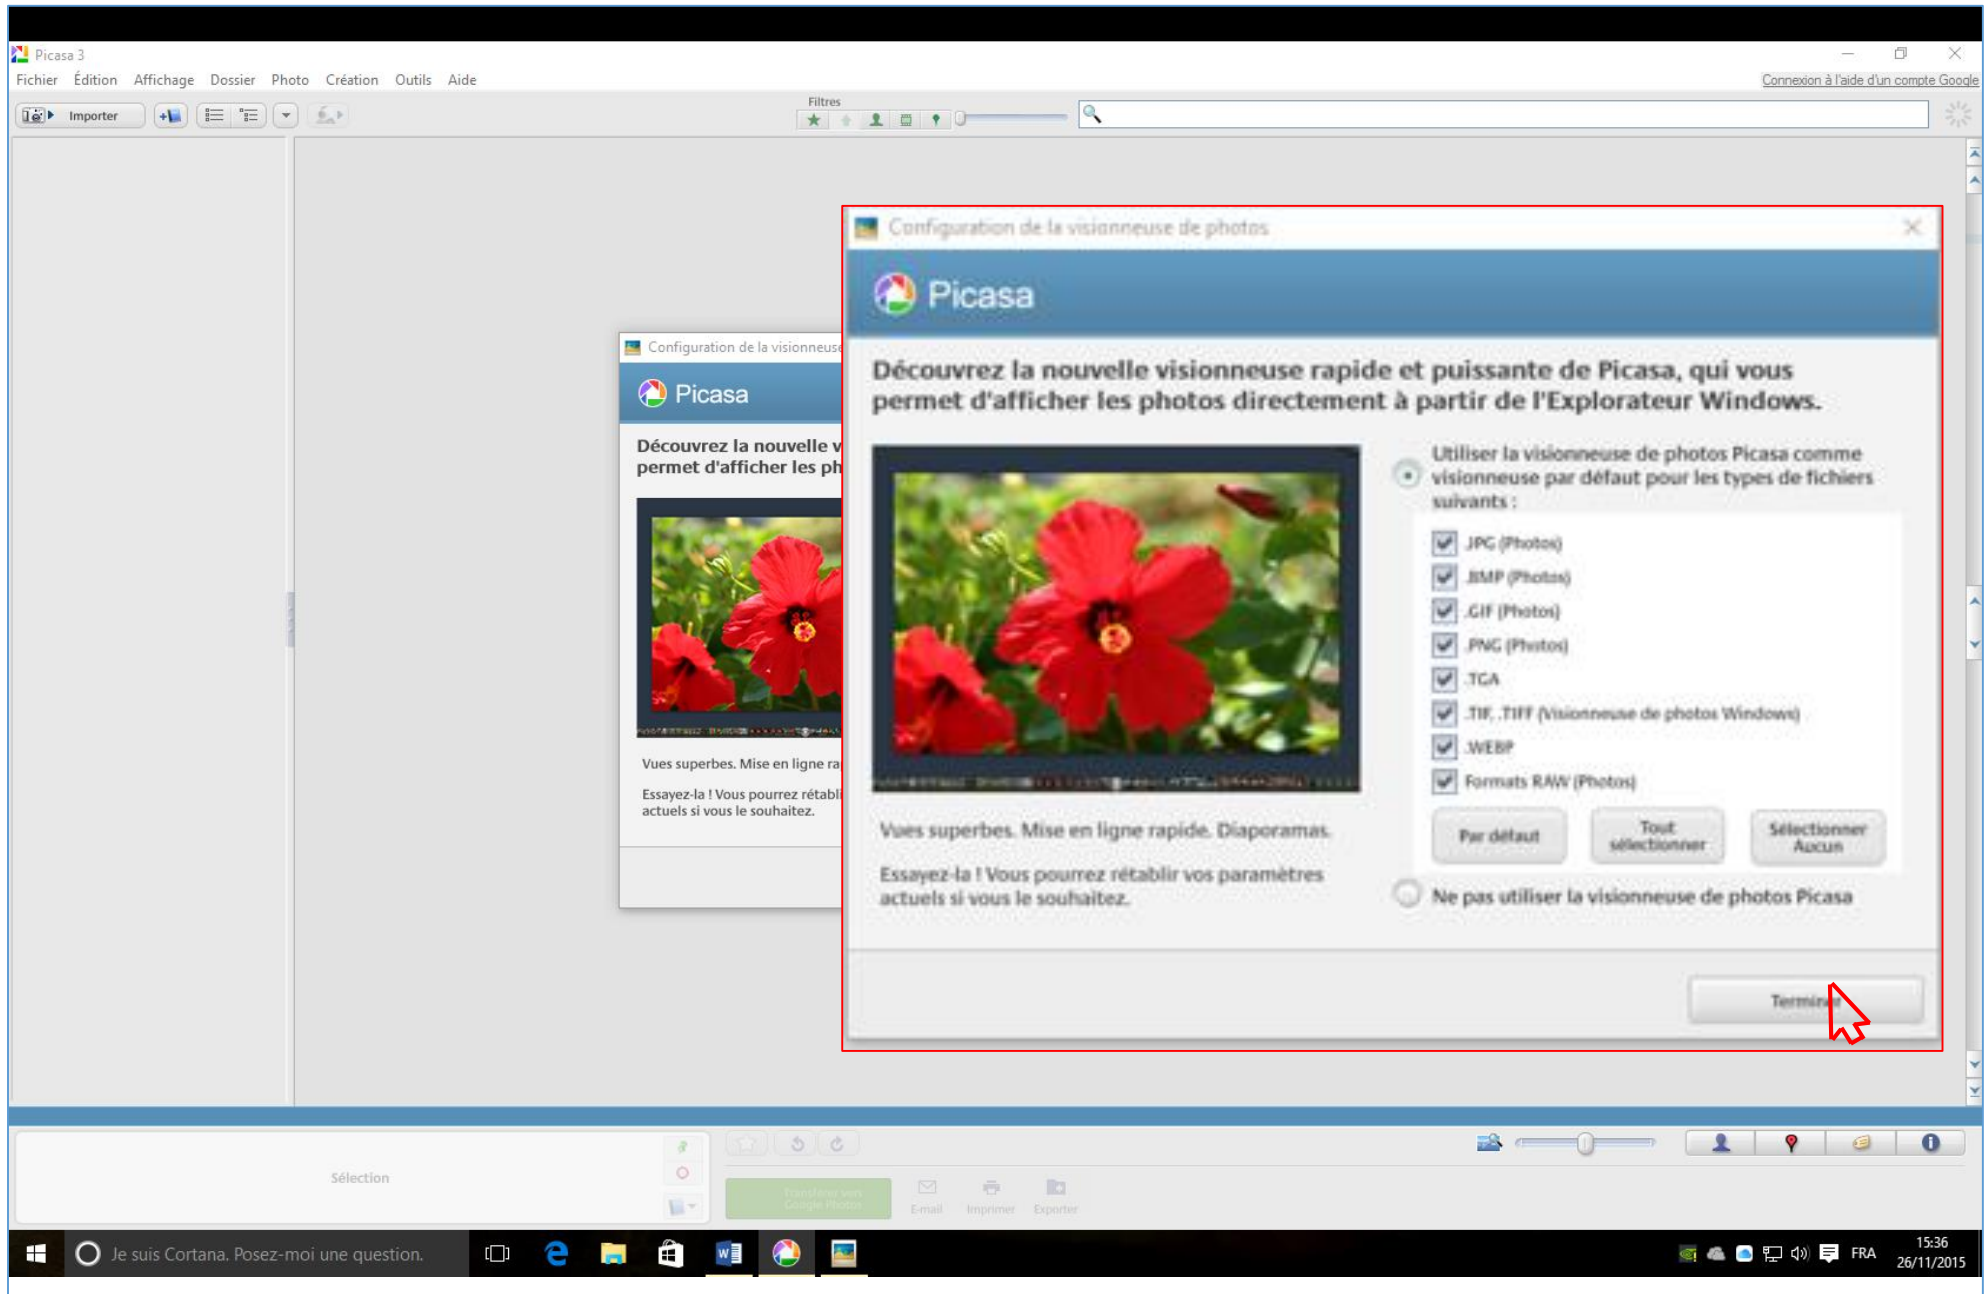 Picasa 3
Fichier Édition Affichage Dossier Photo Création Outils Aide
Connexion à l'aide d'un compte Google
Importer
Filtres
Configuration de la visionneuse
Picasa
Découvrez la nouvelle v
permet d'afficher les ph
Vues superbes. Mise en ligne ra
Essayez-la ! Vous pourrez rétabli
actuels si vous le souhaitez.
Configuration de la visionneuse de photos
Picasa
Découvrez la nouvelle visionneuse rapide et puissante de Picasa, qui vous
permet d'afficher les photos directement à partir de l'Explorateur Windows.
Utiliser la visionneuse de photos Picasa comme
visionneuse par défaut pour les types de fichiers
suivants :
.JPG (Photos)
.BMP (Photos)
.GIF (Photos)
.PNG (Photos)
.TGA
.TIF, .TIFF (Visionneuse de photos Windows)
.WEBP
Formats RAW (Photos)
Par défaut
Tout
sélectionner
Sélectionner
Aucun
Vues superbes. Mise en ligne rapide. Diaporamas.
Essayez-la ! Vous pourrez rétablir vos paramètres
actuels si vous le souhaitez.
Ne pas utiliser la visionneuse de photos Picasa
Terminer
Sélection
Transférer vers
Google Photos
E-mail Imprimer Exporter
Je suis Cortana. Posez-moi une question.
FRA
15:36
26/11/2015